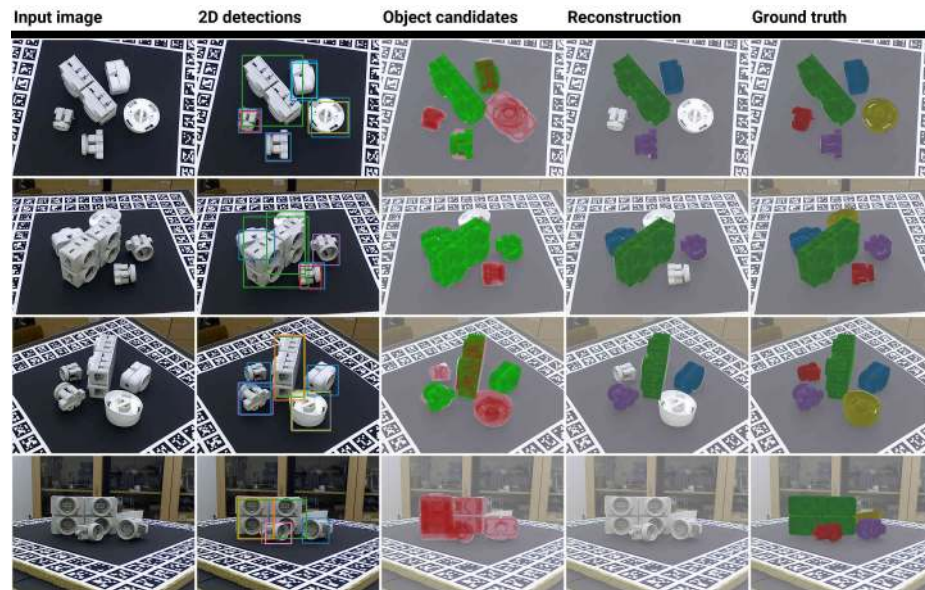 Input image
2D detections
Object candidates
Reconstruction
Ground truth